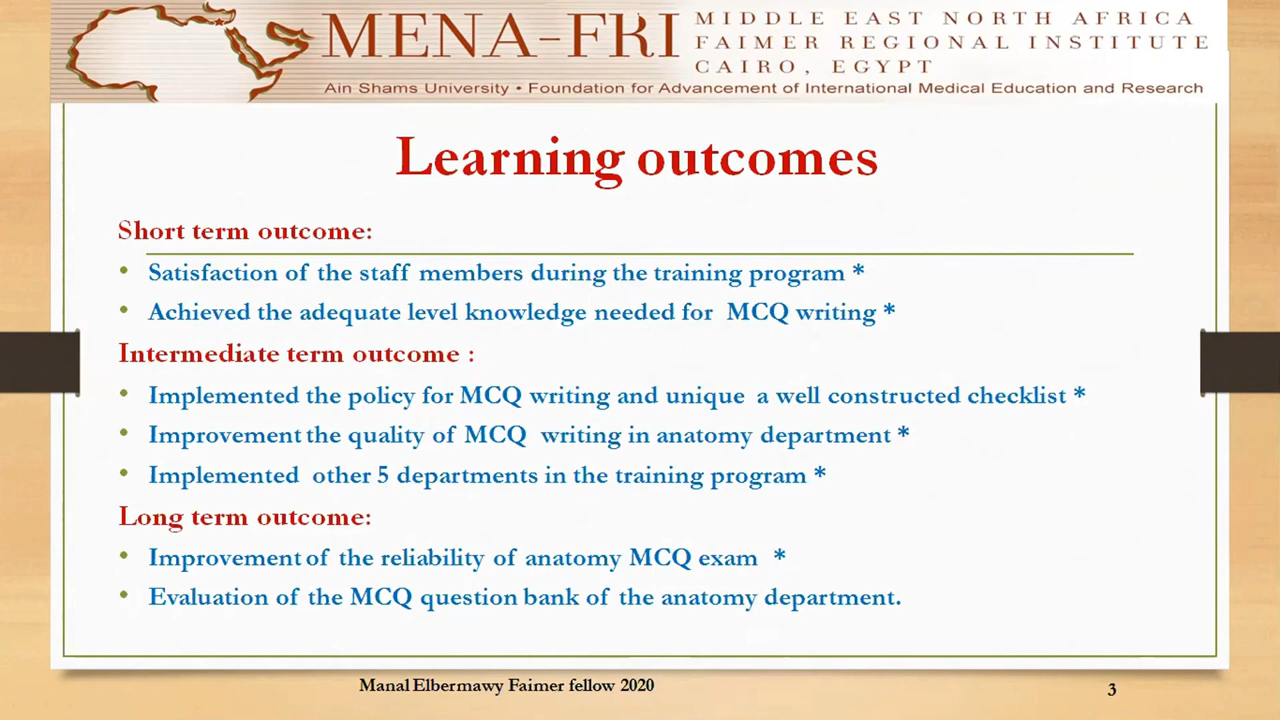 MENA-FRI
MIDDLE EAST NORTH AFRICA
FAIMER REGIONAL INSTITUTE
CAIRO, EGYPT
Ain Shams University • Foundation for Advancement of International Medical Education and Research
Learning outcomes
Short term outcome:
• Satisfaction of the staff members during the training program *
• Achieved the adequate level knowledge needed for MCQ writing *
Intermediate term outcome :
• Implemented the policy for MCQ writing and unique a well constructed checklist *
• Improvement the quality of MCQ writing in anatomy department *
• Implemented other 5 departments in the training program *
Long term outcome:
• Improvement of the reliability of anatomy MCQ exam *
• Evaluation of the MCQ question bank of the anatomy department.
Manal Elbermawy Faimer fellow 2020
3